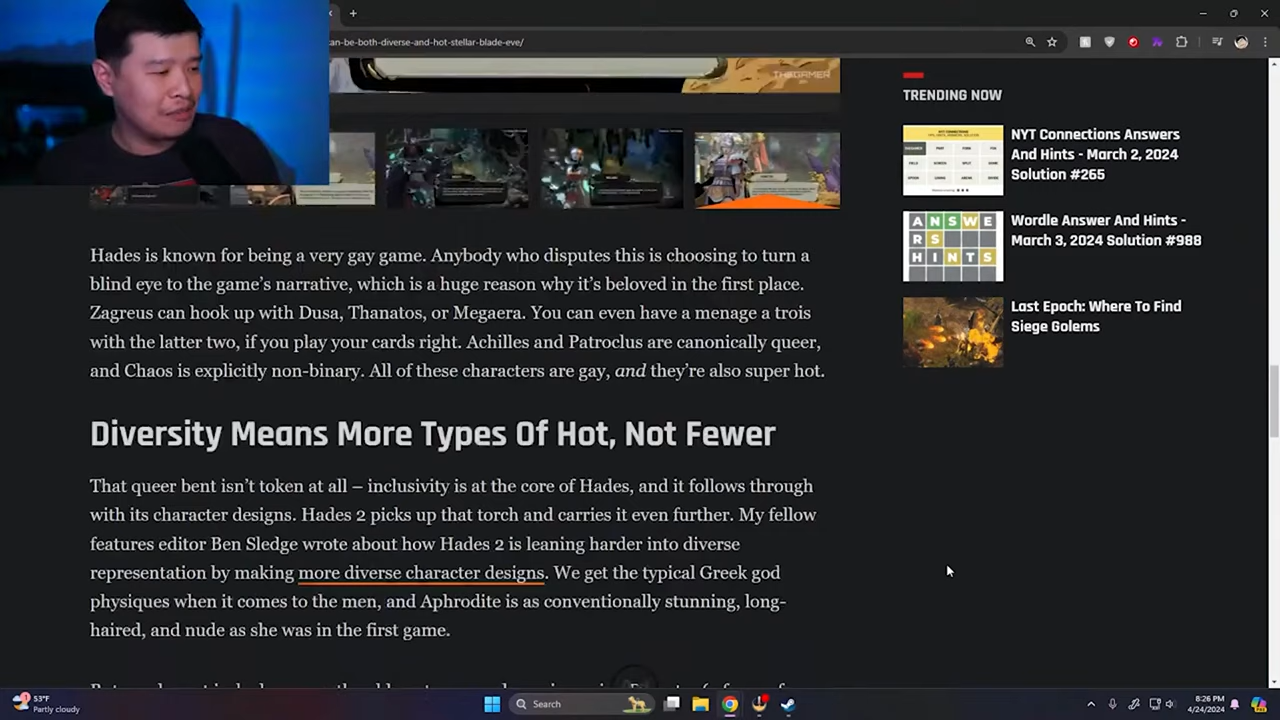 an-be-both-diverse-and-hot-stellar-blade-eve/
THEGAMER
TRENDING NOW
NYT Connections Answers
And Hints - March 2, 2024
Solution #265
Wordle Answer And Hints -
March 3, 2024 Solution #988
ANSWE
RS
HINTS
Last Epoch: Where To Find
Siege Golems
Hades is known for being a very gay game. Anybody who disputes this is choosing to turn a
blind eye to the game’s narrative, which is a huge reason why it’s beloved in the first place.
Zagreus can hook up with Dusa, Thanatos, or Megaera. You can even have a menage a trois
with the latter two, if you play your cards right. Achilles and Patroclus are canonically queer,
and Chaos is explicitly non-binary. All of these characters are gay, and they’re also super hot.
Diversity Means More Types Of Hot, Not Fewer
That queer bent isn’t token at all – inclusivity is at the core of Hades, and it follows through
with its character designs. Hades 2 picks up that torch and carries it even further. My fellow
features editor Ben Sledge wrote about how Hades 2 is leaning harder into diverse
representation by making more diverse character designs. We get the typical Greek god
physiques when it comes to the men, and Aphrodite is as conventionally stunning, long-
haired, and nude as she was in the first game.
1
53°F
Partly cloudy
Search
8:26 PM
4/24/2024